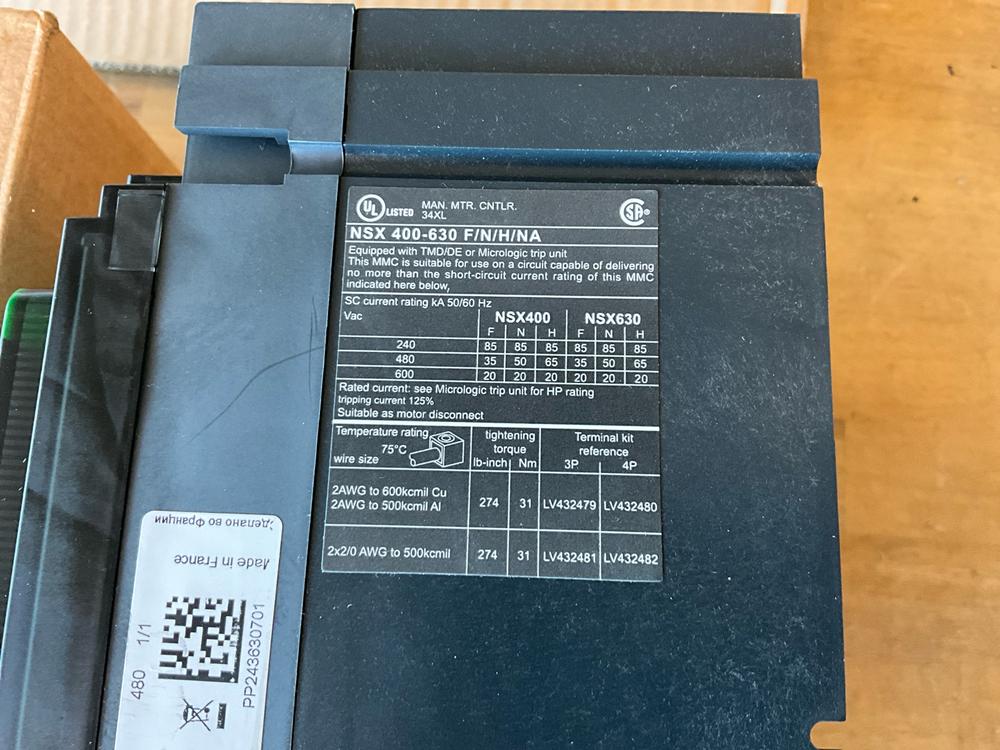 UL LISTED MAN. MTR. CNTLR.
34XL
SA®
NSX 400-630 F/N/H/NA
Equipped with TMD/DE or Micrologic trip unit
This MMC is suitable for use on a circuit capable of delivering
no more than the short-circuit current rating of this MMC
indicated here below,
SC current rating kA 50/60 Hz
Vac NSX400 NSX630
F N H F N H
240 85 85 85 85 85 85
480 35 50 65 35 50 65
600 20 20 20 20 20 20
Rated current: see Micrologic trip unit for HP rating
tripping current 125%
Suitable as motor disconnect
Temperature rating 75°C
wire size
tightening
torque
lb-inch Nm
Terminal kit
reference
3P 4P
2AWG to 600kcmil Cu
2AWG to 500kcmil Al
274 31 LV432479 LV432480
2x2/0 AWG to 500kcmil 274 31 LV432481 LV432482
делано во Франции
Made in France
480 1/1
PP243630701